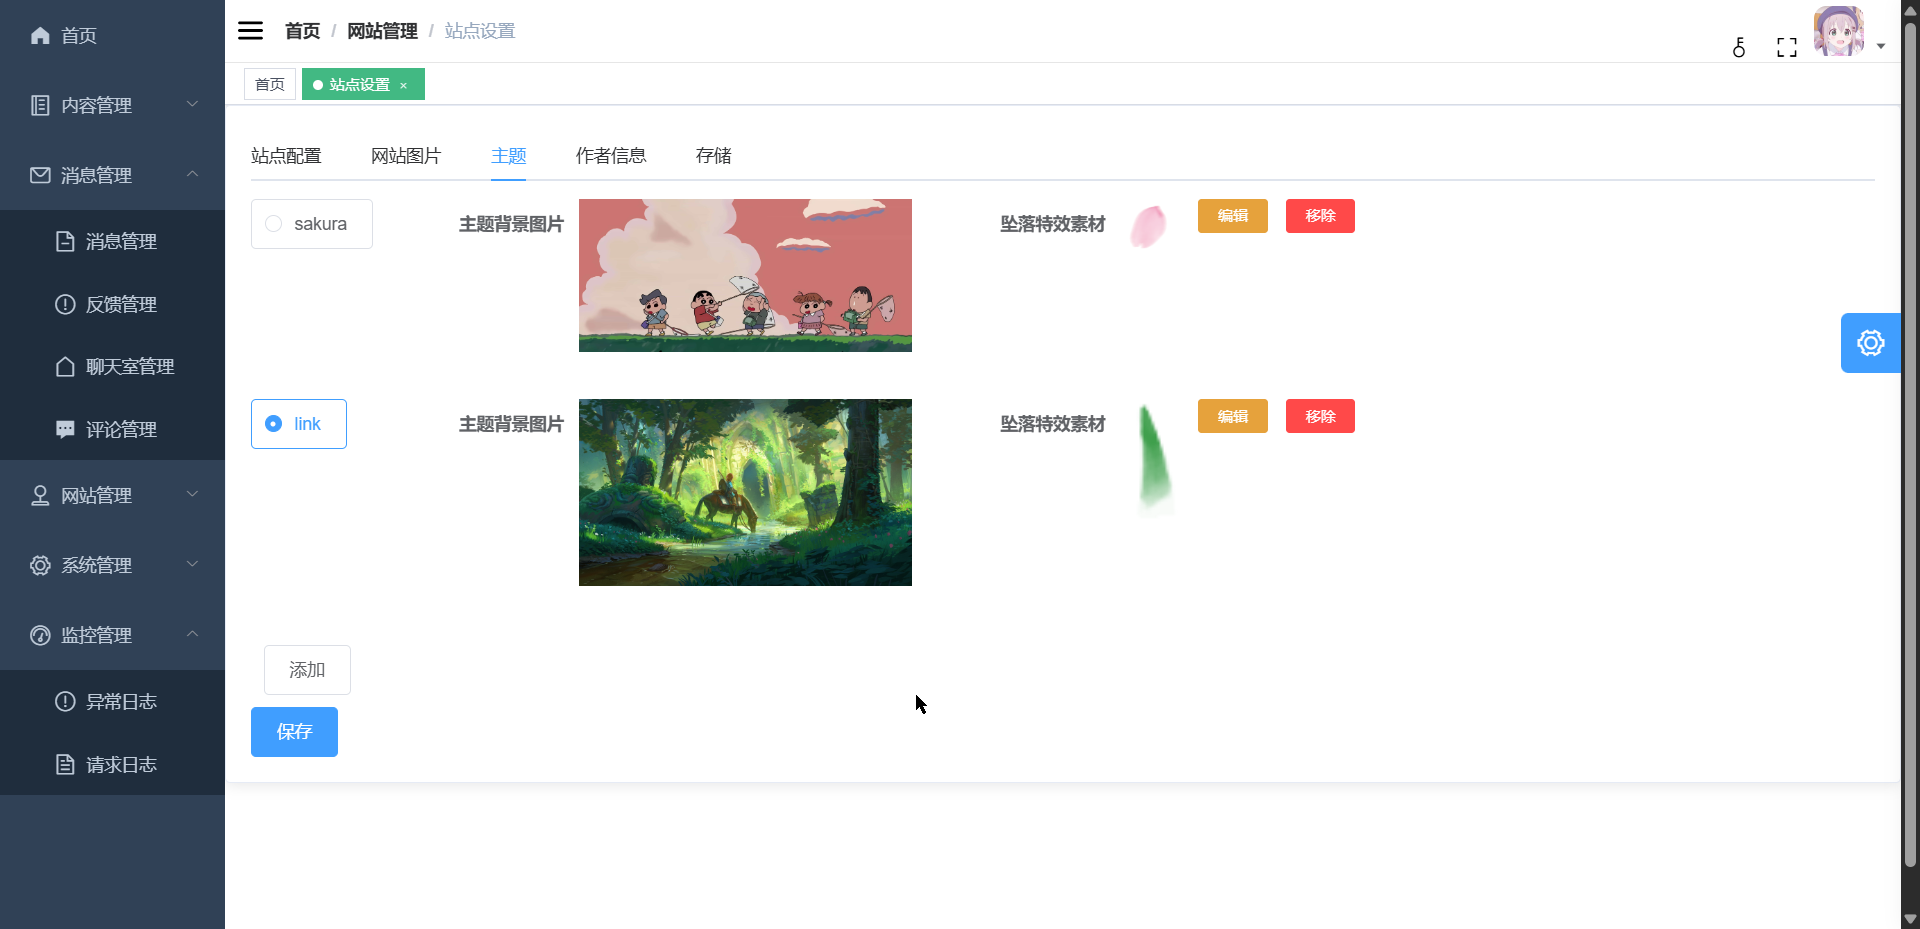 首页
内容管理
消息管理
消息管理
反馈管理
聊天室管理
评论管理
网站管理
系统管理
监控管理
异常日志
请求日志
首页 / 网站管理 / 站点设置
首页 站点设置 ×
站点配置 网站图片 主题 作者信息 存储
sakura 主题背景图片 坠落特效素材 编辑 移除
link 主题背景图片 坠落特效素材 编辑 移除
添加
保存